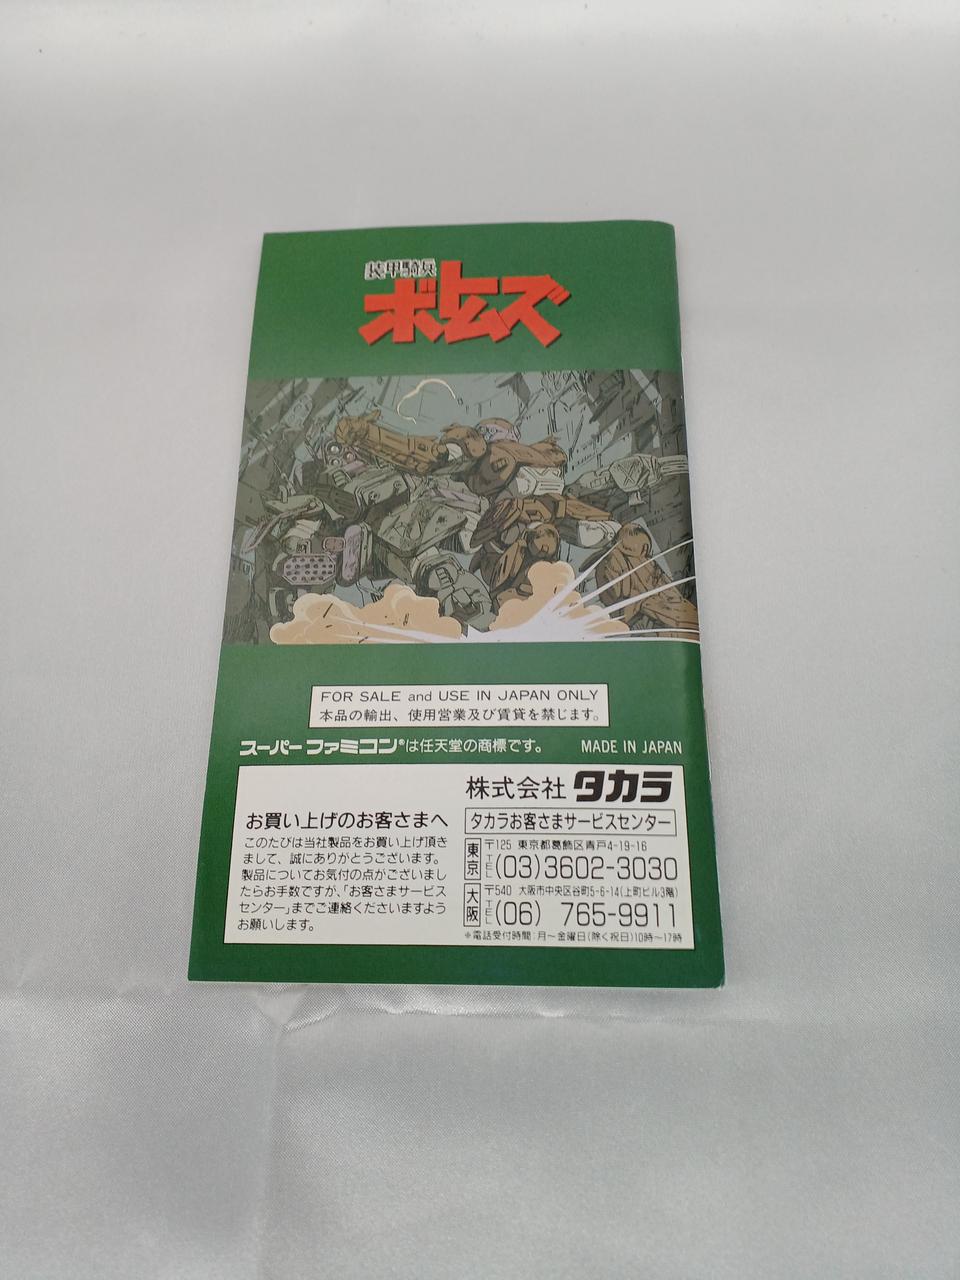 装甲騎兵
ボトムズ
FOR SALE and USE IN JAPAN ONLY
本品の輸出、使用営業及び賃貸を禁じます。
スーパーファミコン®は任天堂の商標です。 MADE IN JAPAN
お買い上げのお客さまへ
このたびは当社製品をお買い上げ頂き
まして、誠にありがとうございます。
製品についてお気付の点がございまし
たらお手数ですが、「お客さまサービス
センター」までご連絡くださいますよう
お願いします。
株式会社 タカラ
タカラお客さまサービスセンター
東京 〒125 東京都葛飾区青戸4-19-16
TEL (03)3602-3030
大阪 〒540 大阪市中央区谷町5-6-14(上町ビル3階)
TEL (06) 765-9911
*電話受付時間:月～金曜日(除く祝日)10時～17時